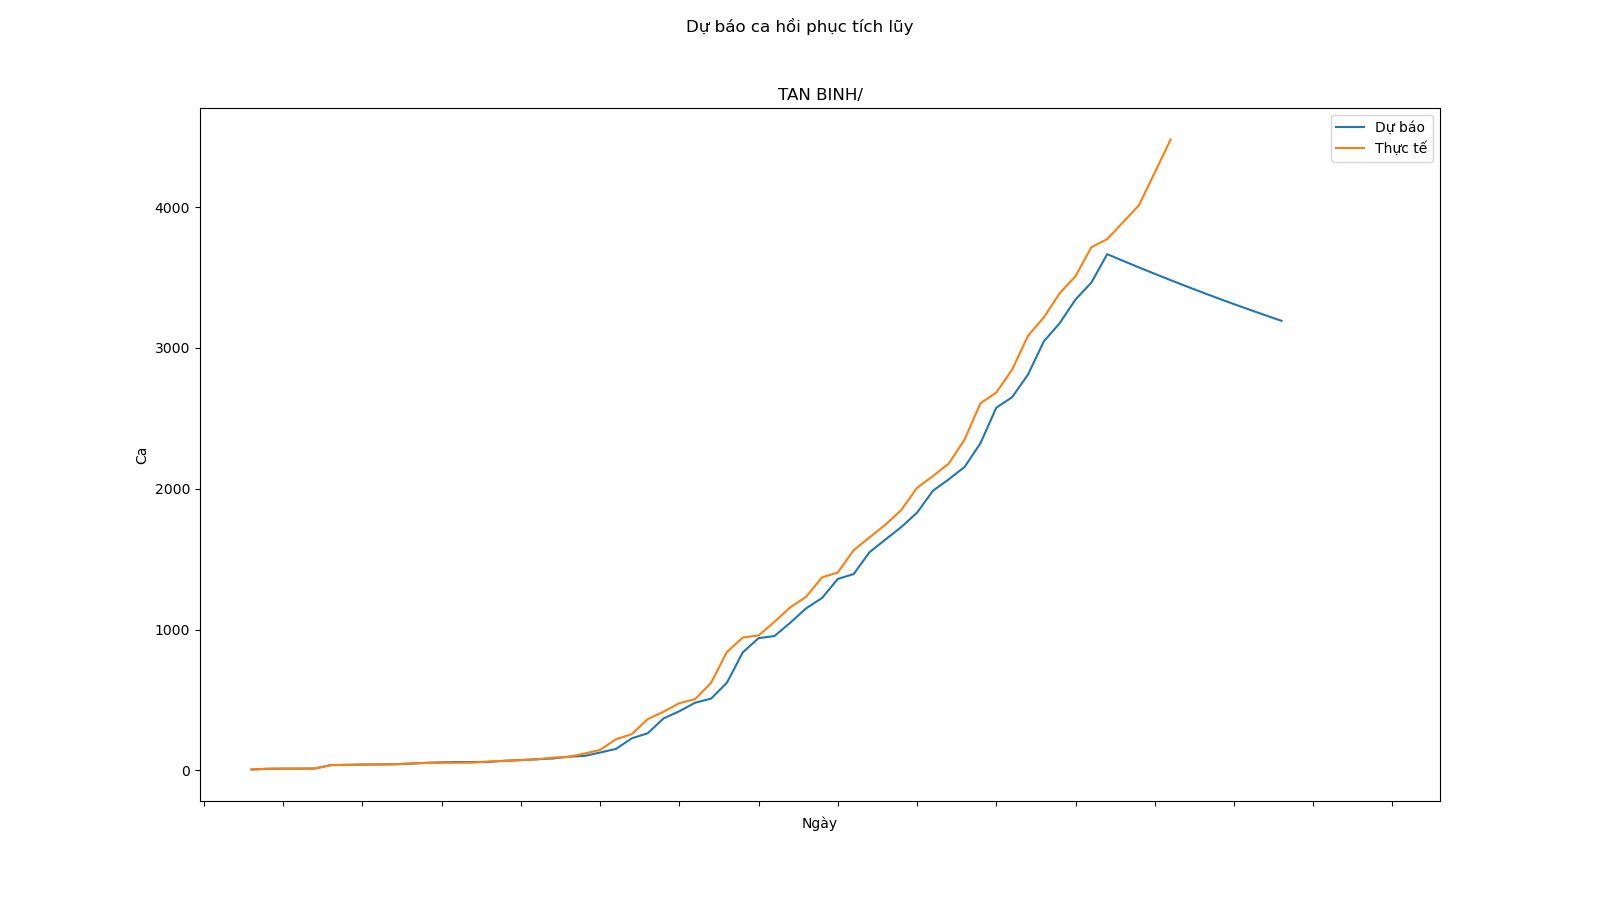 Dự báo ca hồi phục tích lũy
TAN BINH/
Dự báo
Thực tế
4000
3000
2000
1000
0
Ca
Ngày